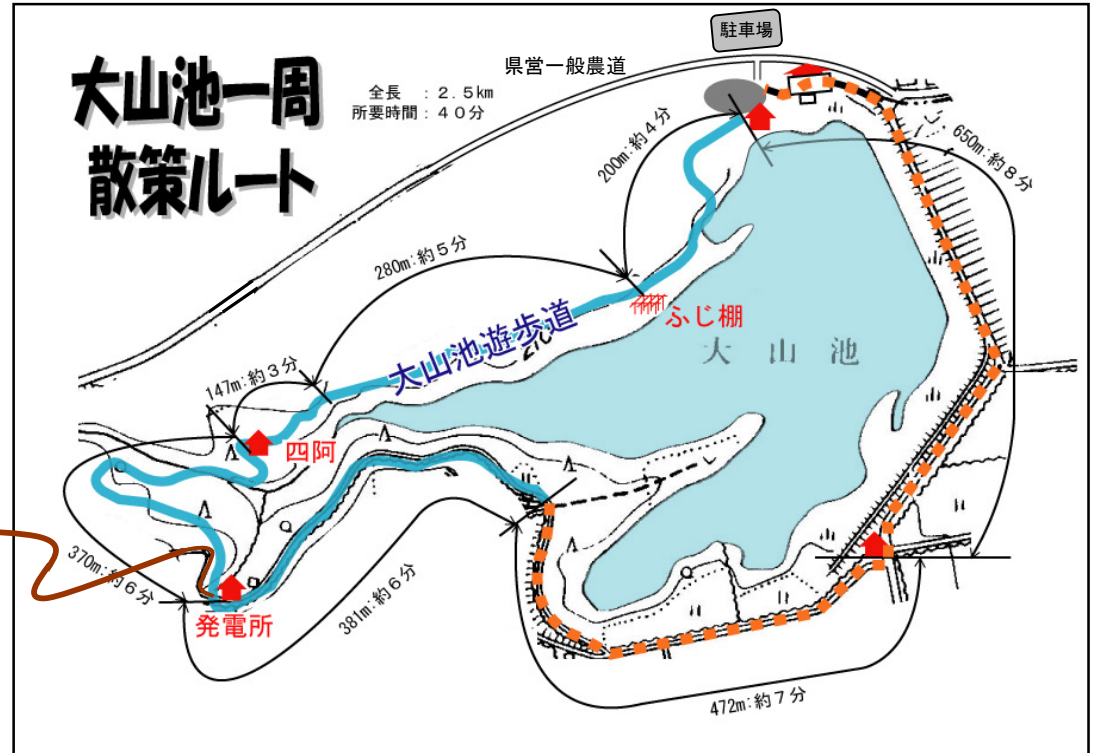 駐車場
大山池一周
散策ルート
県営一般農道
全長　：２.５km
所要時間：４０分
200m:約４分
650m:約８分
280m:約５分
ふじ棚
大山池遊歩道
大山池
147m:約３分
四阿
370m:約６分
381m:約６分
発電所
472m:約７分